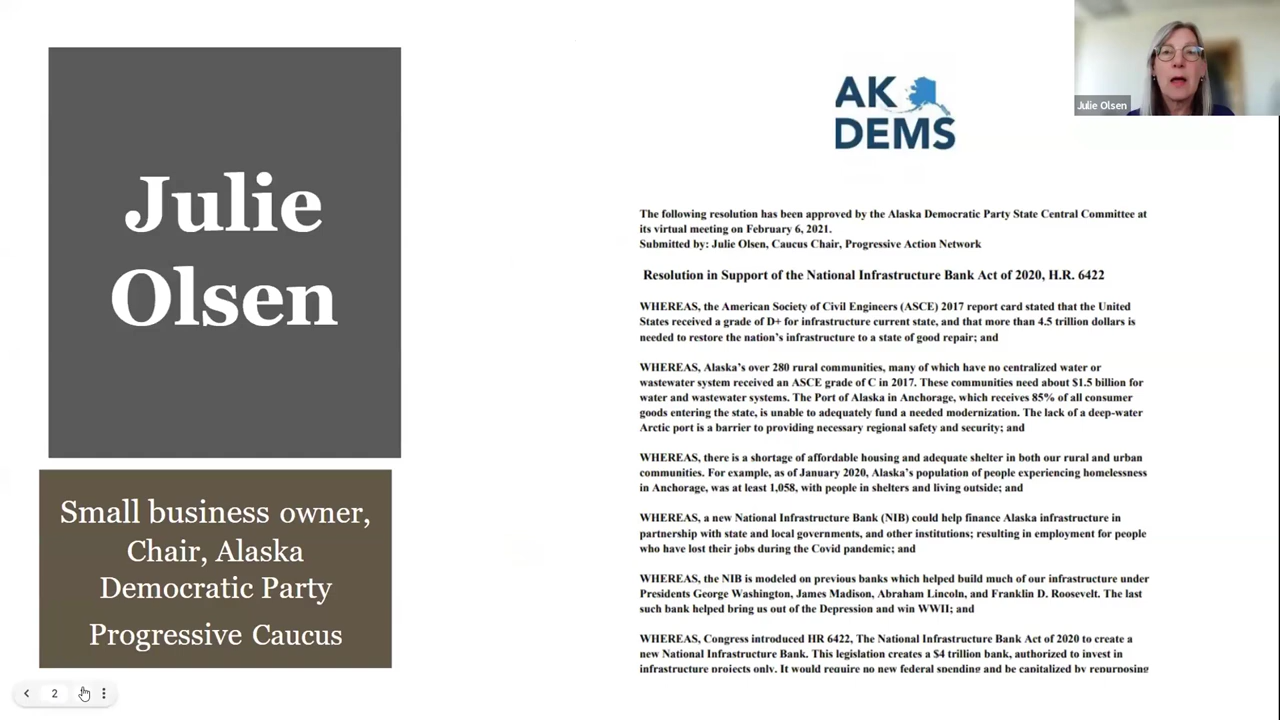 Julie
Olsen
Small business owner,
Chair, Alaska
Democratic Party
Progressive Caucus
2
AK
DEMS
The following resolution has been approved by the Alaska Democratic Party State Central Committee at
its virtual meeting on February 6, 2021.
Submitted by: Julie Olsen, Caucus Chair, Progressive Action Network
Resolution in Support of the National Infrastructure Bank Act of 2020, H.R. 6422
WHEREAS, the American Society of Civil Engineers (ASCE) 2017 report card stated that the United
States received a grade of D+ for infrastructure current state, and that more than 4.5 trillion dollars is
needed to restore the nation's infrastructure to a state of good repair; and
WHEREAS, Alaska's over 280 rural communities, many of which have no centralized water or
wastewater system received an ASCE grade of C in 2017. These communities need about $1.5 billion for
water and wastewater systems. The Port of Alaska in Anchorage, which receives 85% of all consumer
goods entering the state, is unable to adequately fund a needed modernization. The lack of a deep-water
Arctic port is a barrier to providing necessary regional safety and security; and
WHEREAS, there is a shortage of affordable housing and adequate shelter in both our rural and urban
communities. For example, as of January 2020, Alaska's population of people experiencing homelessness
in Anchorage, was at least 1,058, with people in shelters and living outside; and
WHEREAS, a new National Infrastructure Bank (NIB) could help finance Alaska infrastructure in
partnership with state and local governments, and other institutions; resulting in employment for people
who have lost their jobs during the Covid pandemic; and
WHEREAS, the NIB is modeled on previous banks which helped build much of our infrastructure under
Presidents George Washington, James Madison, Abraham Lincoln, and Franklin D. Roosevelt. The last
such bank helped bring us out of the Depression and win WWII; and
WHEREAS, Congress introduced HR 6422, The National Infrastructure Bank Act of 2020 to create a
new National Infrastructure Bank. This legislation creates a $4 trillion bank, authorized to invest in
infrastructure projects only. It would require no new federal spending and be capitalized by repurposing
Julie Olsen